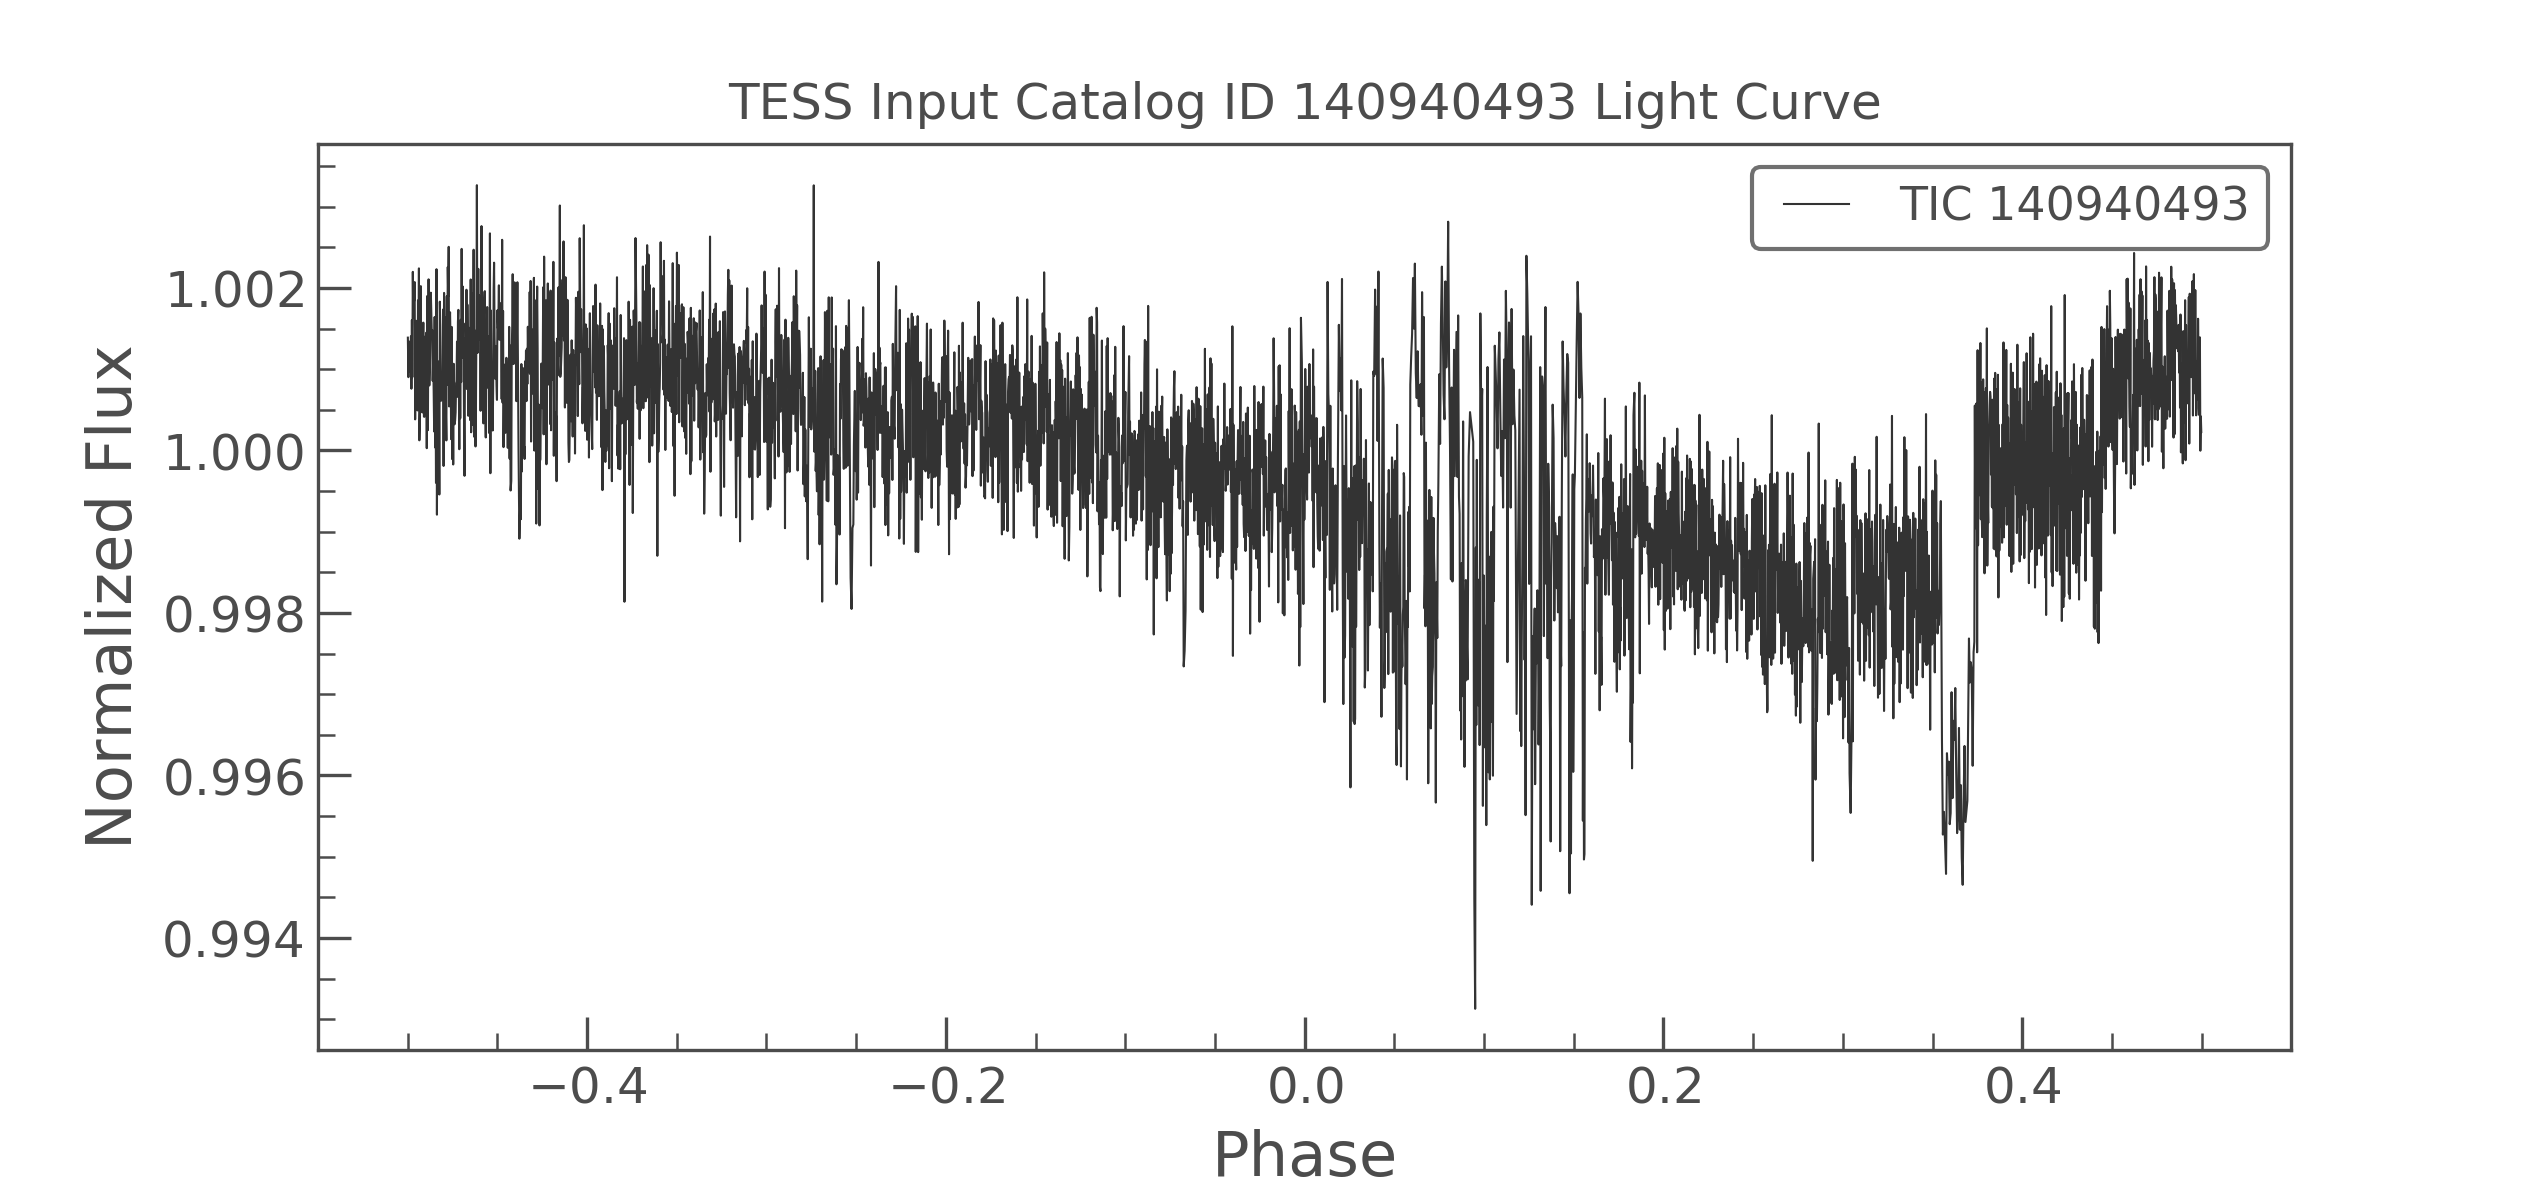 TESS Input Catalog ID 140940493 Light Curve
TIC 140940493
Normalized Flux
1.002
1.000
0.998
0.996
0.994
−0.4 −0.2 0.0 0.2 0.4
Phase